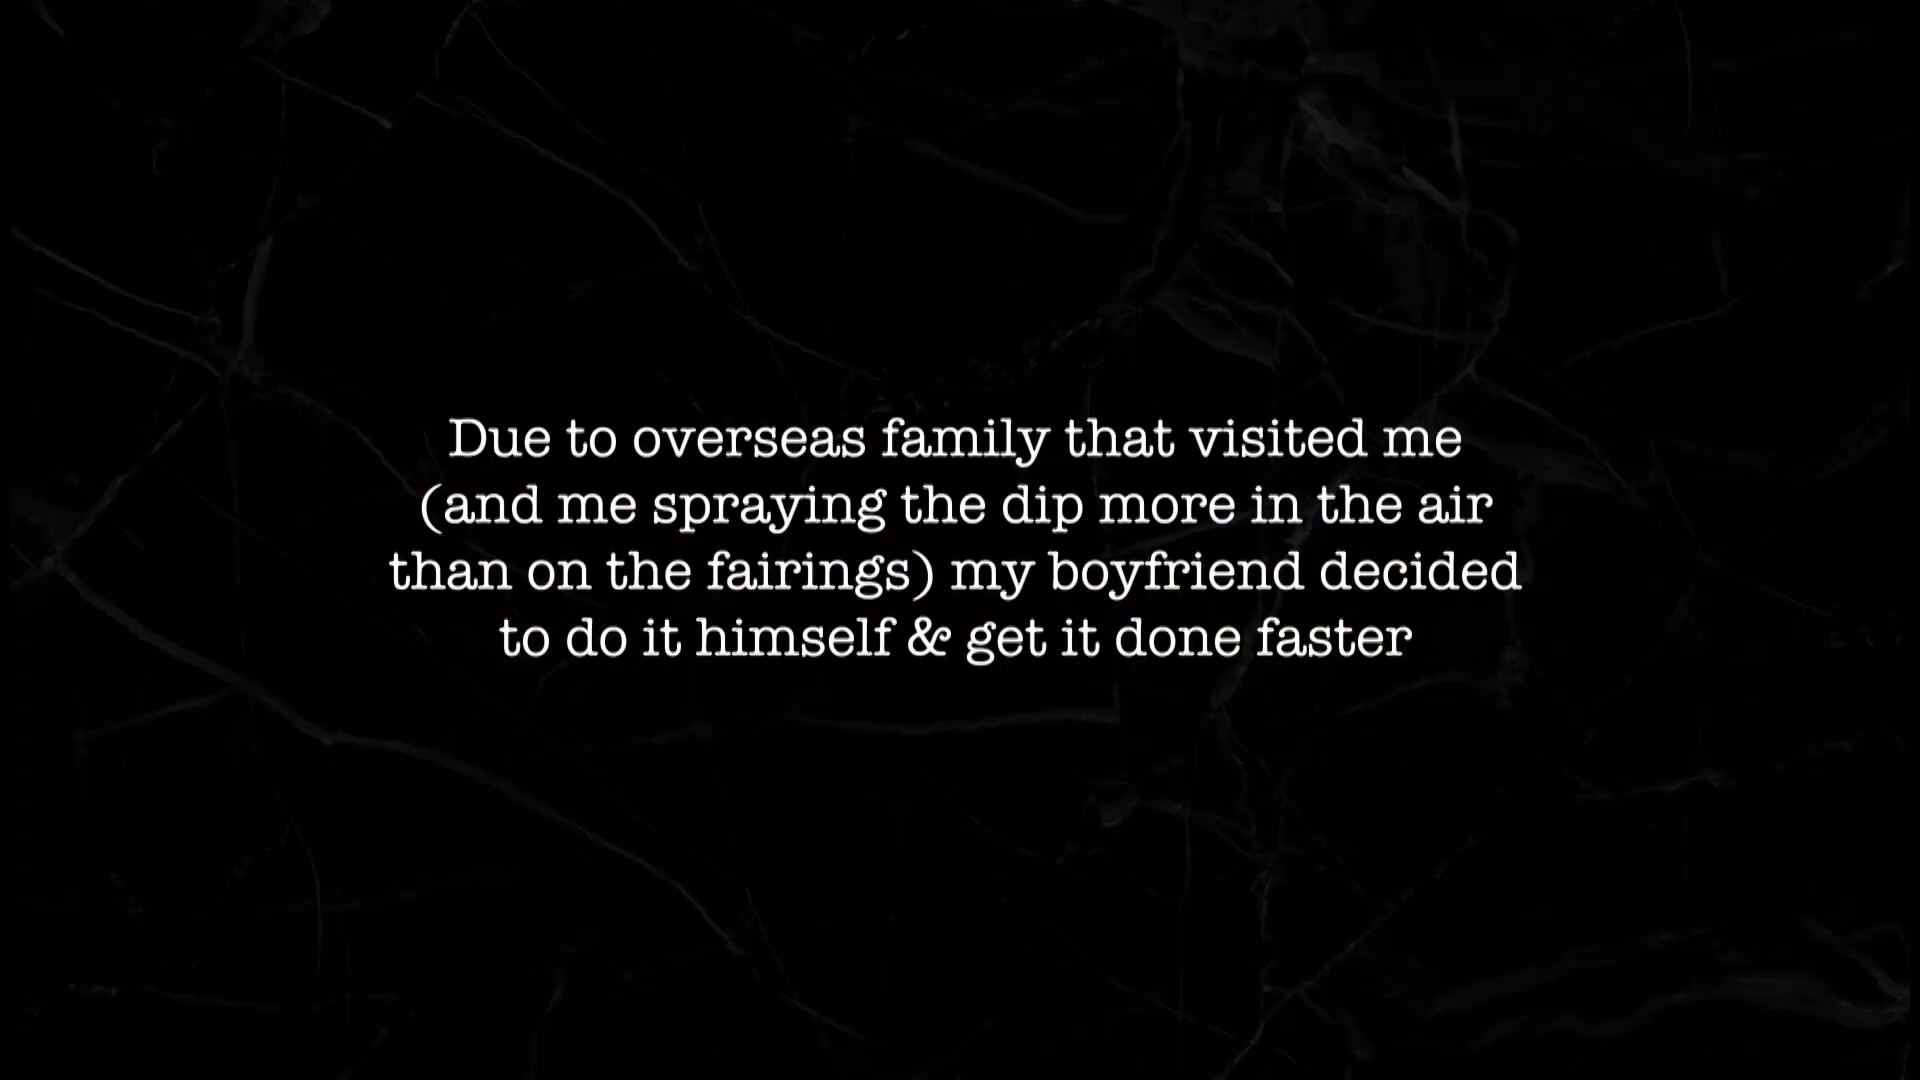 Due to overseas family that visited me
(and me spraying the dip more in the air
than on the fairings) my boyfriend decided
to do it himself & get it done faster